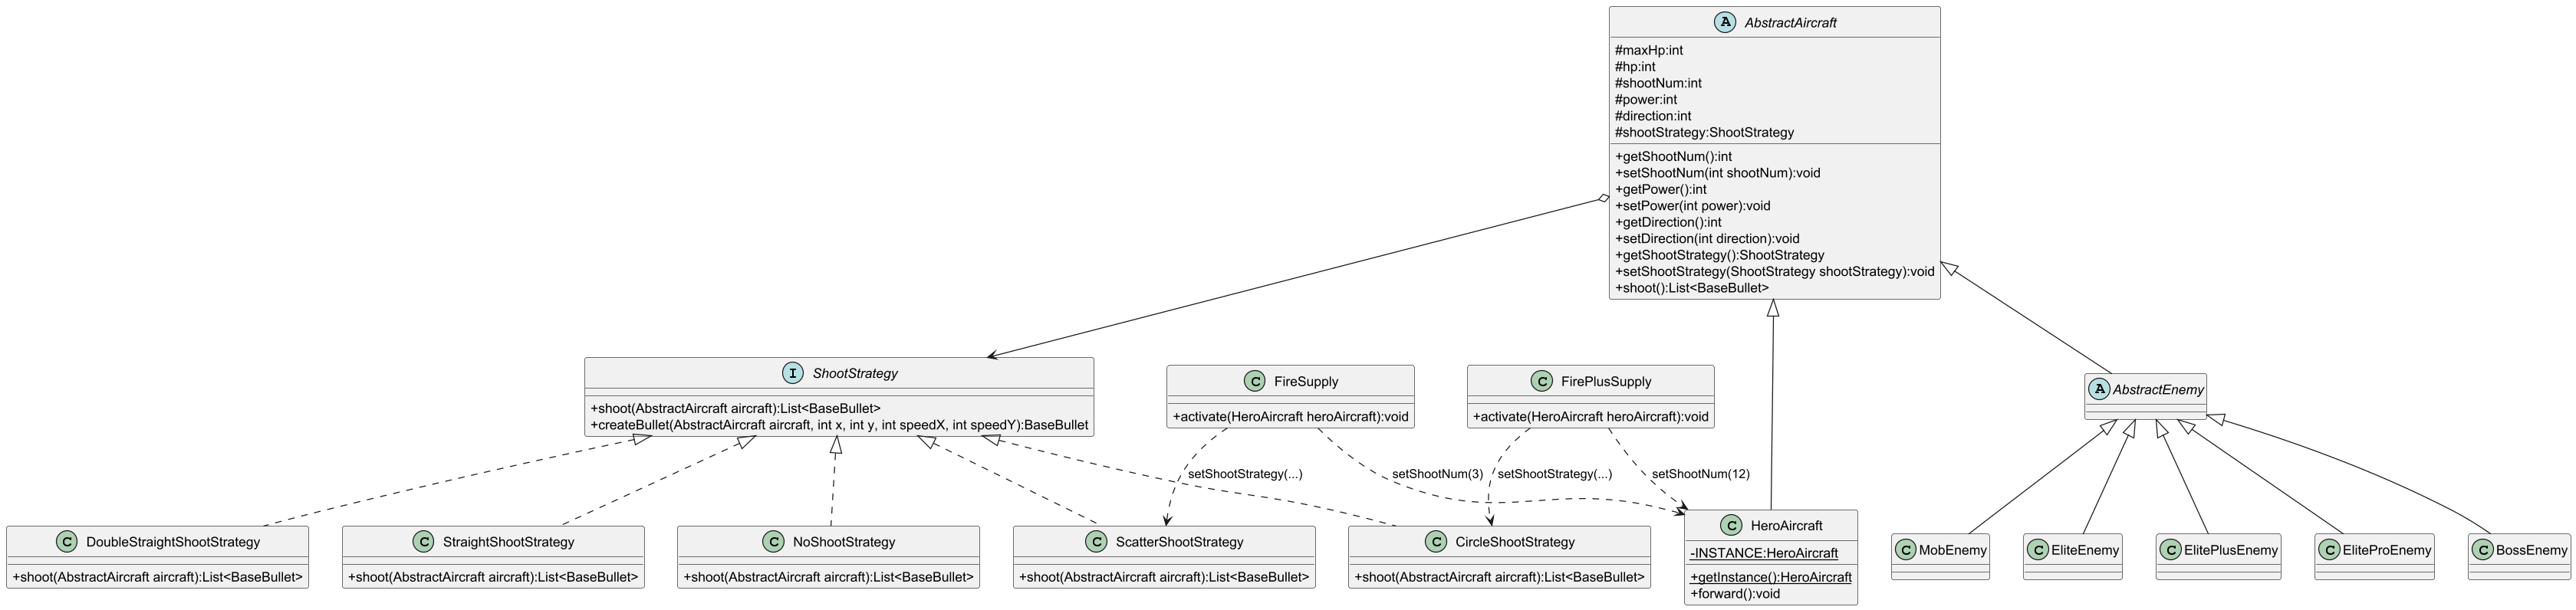 A AbstractAircraft
#maxHp:int
#hp:int
#shootNum:int
#power:int
#direction:int
#shootStrategy:ShootStrategy
+getShootNum():int
+setShootNum(int shootNum):void
+getPower():int
+setPower(int power):void
+getDirection():int
+setDirection(int direction):void
+getShootStrategy():ShootStrategy
+setShootStrategy(ShootStrategy shootStrategy):void
+shoot():List<BaseBullet>
I ShootStrategy
+shoot(AbstractAircraft aircraft):List<BaseBullet>
+createBullet(AbstractAircraft aircraft, int x, int y, int speedX, int speedY):BaseBullet
C FireSupply
+activate(HeroAircraft heroAircraft):void
C FirePlusSupply
+activate(HeroAircraft heroAircraft):void
A AbstractEnemy
setShootStrategy(...)
setShootNum(3)
setShootStrategy(...)
setShootNum(12)
C DoubleStraightShootStrategy
+shoot(AbstractAircraft aircraft):List<BaseBullet>
C StraightShootStrategy
+shoot(AbstractAircraft aircraft):List<BaseBullet>
C NoShootStrategy
+shoot(AbstractAircraft aircraft):List<BaseBullet>
C ScatterShootStrategy
+shoot(AbstractAircraft aircraft):List<BaseBullet>
C CircleShootStrategy
+shoot(AbstractAircraft aircraft):List<BaseBullet>
C HeroAircraft
-INSTANCE:HeroAircraft
+getInstance():HeroAircraft
+forward():void
C MobEnemy
C EliteEnemy
C ElitePlusEnemy
C EliteProEnemy
C BossEnemy